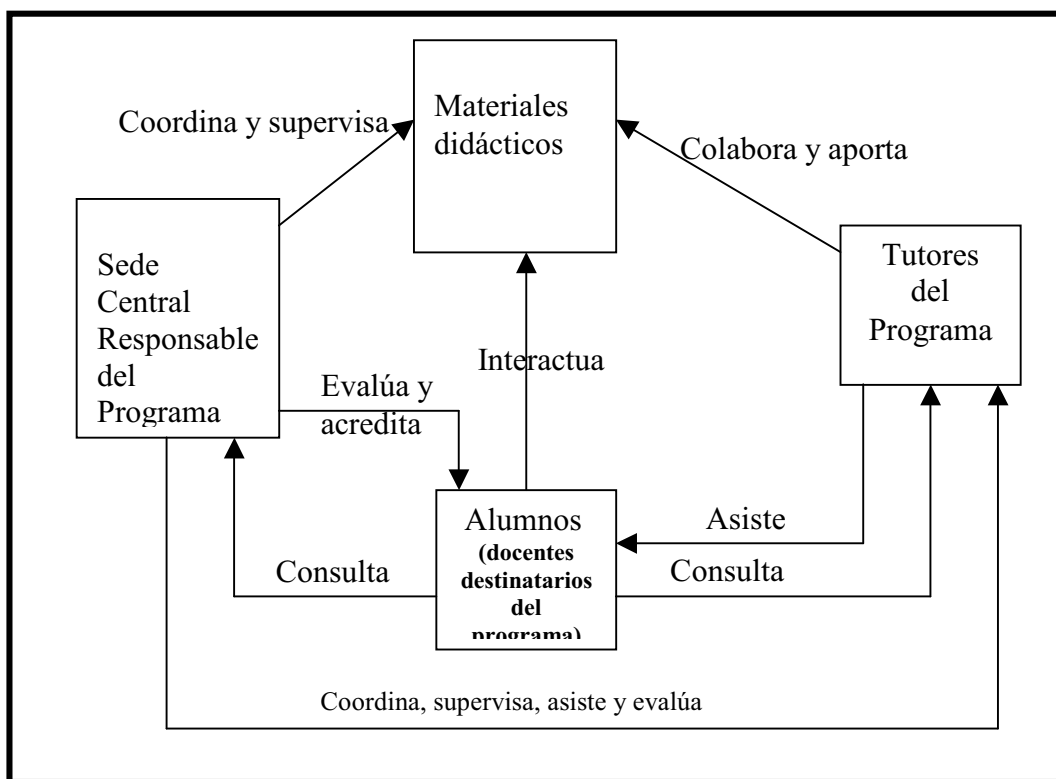 Materiales
didácticos
Coordina y supervisa
Colabora y aporta
Sede
Central
Responsable
del
Programa
Tutores
del
Programa
Interactua
Evalúa y
acredita
Alumnos
(docentes
destinatarios
del
programa)
Asiste
Consulta
Consulta
Coordina, supervisa, asiste y evalúa